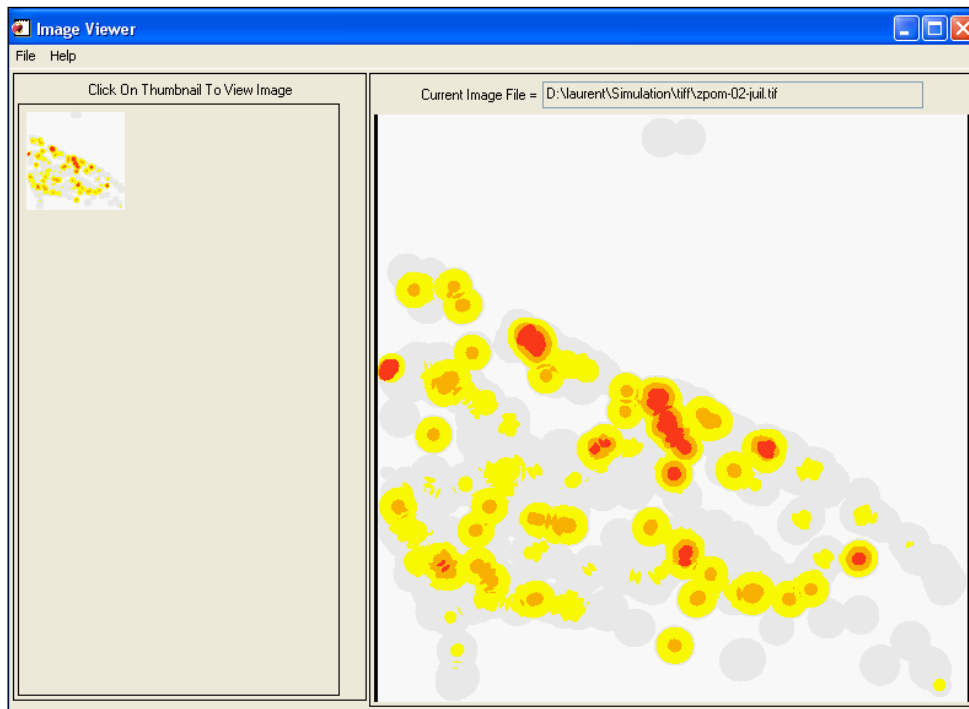 Image Viewer
File Help
Click On Thumbnail To View Image
Current Image File = D:\laurent\Simulation\tiff\zpom-02-juil.tif